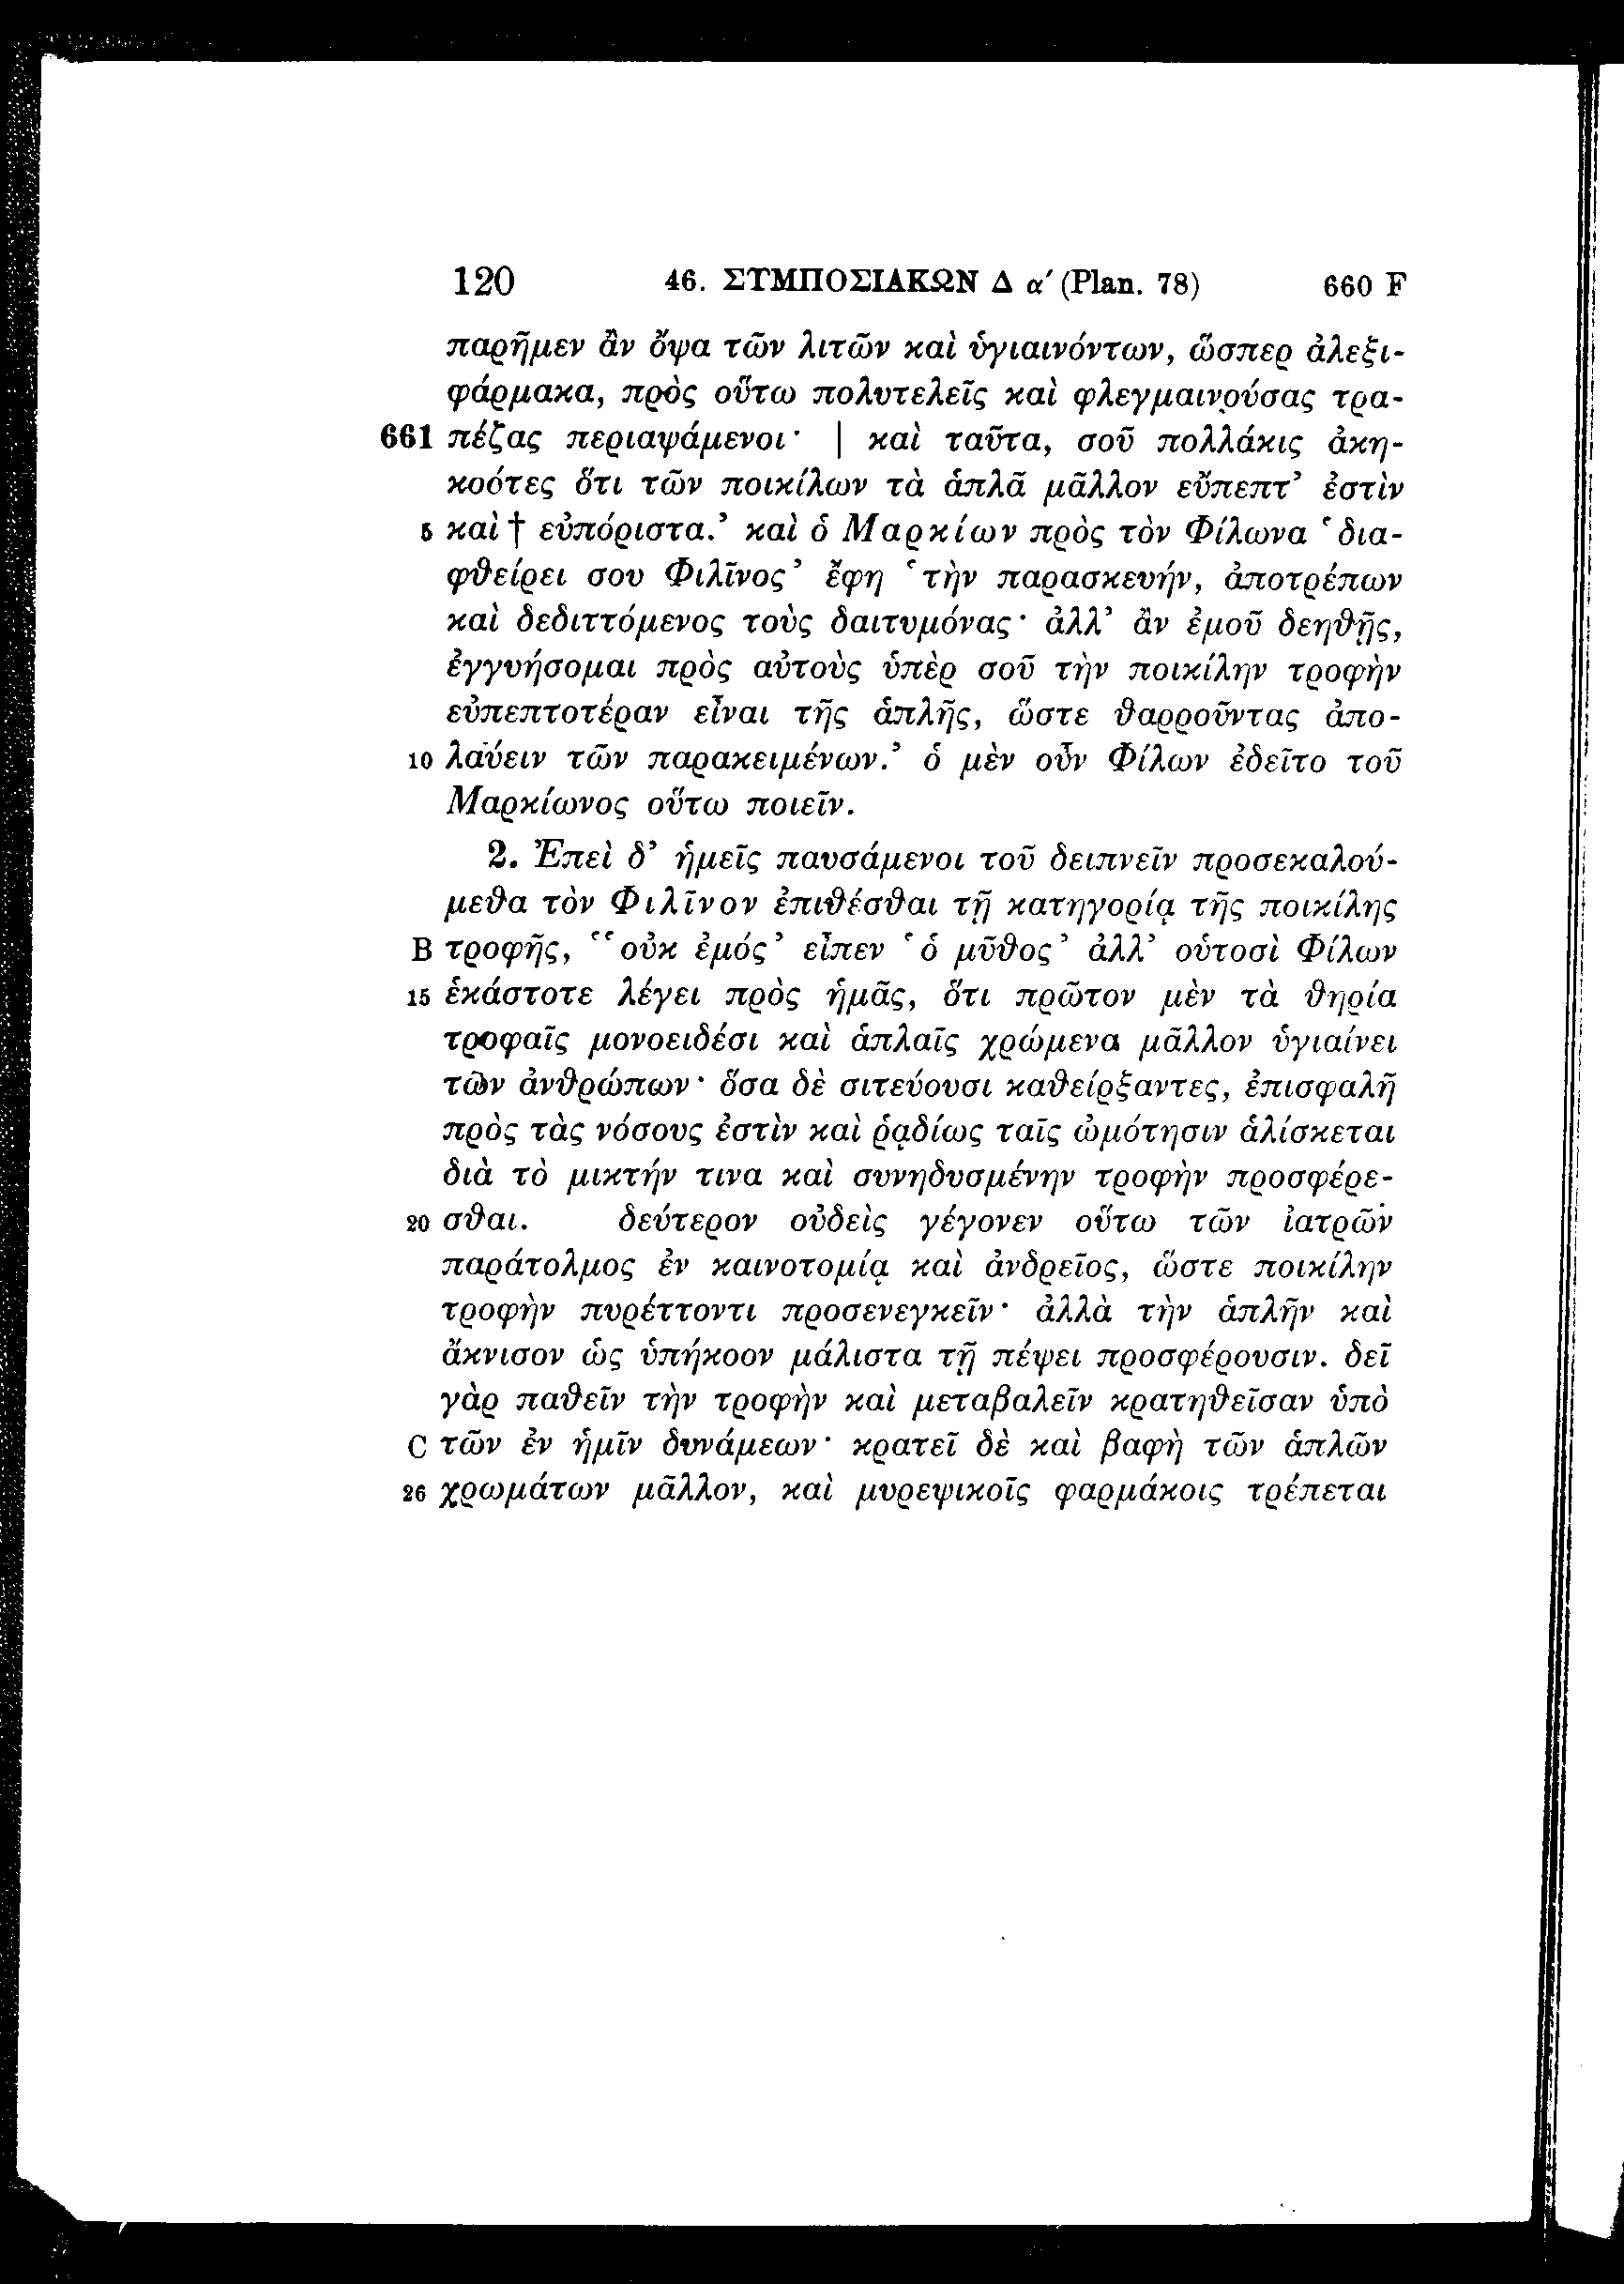 120 46. ΣΥΜΠΟΣΙΑΚΩΝ Δ α′ (Plan. 78) 660 F
παρῆμεν ἂν ὄψα τῶν λιτῶν καὶ ὑγιαινόντων, ὥσπερ ἀλεξι-
φάρμακα, πρὸς οὕτω πολυτελεῖς καὶ φλεγμαινούσας τρα-
661 πέζας περιαψάμενοι· | καὶ ταῦτα, σοῦ πολλάκις ἀκη-
κοότες ὅτι τῶν ποικίλων τὰ ἁπλᾶ μᾶλλον εὔπεπτ’ ἐστὶν
5 καὶ † εὐπόριστα.’ καὶ ὁ Μαρκίων πρὸς τὸν Φίλωνα ‘δια-
φθείρει σου Φιλῖνος’ ἔφη ‘τὴν παρασκευήν, ἀποτρέπων
καὶ δεδιττόμενος τοὺς δαιτυμόνας· ἀλλ’ ἂν ἐμοῦ δεηθῇς,
ἐγγυήσομαι πρὸς αὐτοὺς ὑπὲρ σοῦ τὴν ποικίλην τροφὴν
εὐπεπτοτέραν εἶναι τῆς ἁπλῆς, ὥστε θαρροῦντας ἀπο-
10 λαύειν τῶν παρακειμένων.’ ὁ μὲν οὖν Φίλων ἐδεῖτο τοῦ
Μαρκίωνος οὕτω ποιεῖν.
2. Ἐπεὶ δ’ ἡμεῖς παυσάμενοι τοῦ δειπνεῖν προσεκαλού-
μεθα τὸν Φιλῖνον ἐπιθέσθαι τῇ κατηγορίᾳ τῆς ποικίλης
B τροφῆς, ‘‘οὐκ ἐμός’ εἶπεν ‘ὁ μῦθος’ ἀλλ’ οὑτοσὶ Φίλων
15 ἑκάστοτε λέγει πρὸς ἡμᾶς, ὅτι πρῶτον μὲν τὰ θηρία
τροφαῖς μονοειδέσι καὶ ἁπλαῖς χρώμενα μᾶλλον ὑγιαίνει
τῶν ἀνθρώπων· ὅσα δὲ σιτεύουσι καθείρξαντες, ἐπισφαλῆ
πρὸς τὰς νόσους ἐστὶν καὶ ῥᾳδίως ταῖς ὠμότησιν ἁλίσκεται
διὰ τὸ μικτήν τινα καὶ συνηδυσμένην τροφὴν προσφέρε-
20 σθαι. δεύτερον οὐδεὶς γέγονεν οὕτω τῶν ἰατρῶν
παράτολμος ἐν καινοτομίᾳ καὶ ἀνδρεῖος, ὥστε ποικίλην
τροφὴν πυρέττοντι προσενεγκεῖν· ἀλλὰ τὴν ἁπλῆν καὶ
ἄκνισον ὡς ὑπήκοον μάλιστα τῇ πέψει προσφέρουσιν. δεῖ
γὰρ παθεῖν τὴν τροφὴν καὶ μεταβαλεῖν κρατηθεῖσαν ὑπὸ
C τῶν ἐν ἡμῖν δυνάμεων· κρατεῖ δὲ καὶ βαφὴ τῶν ἁπλῶν
26 χρωμάτων μᾶλλον, καὶ μυρεψικοῖς φαρμάκοις τρέπεται